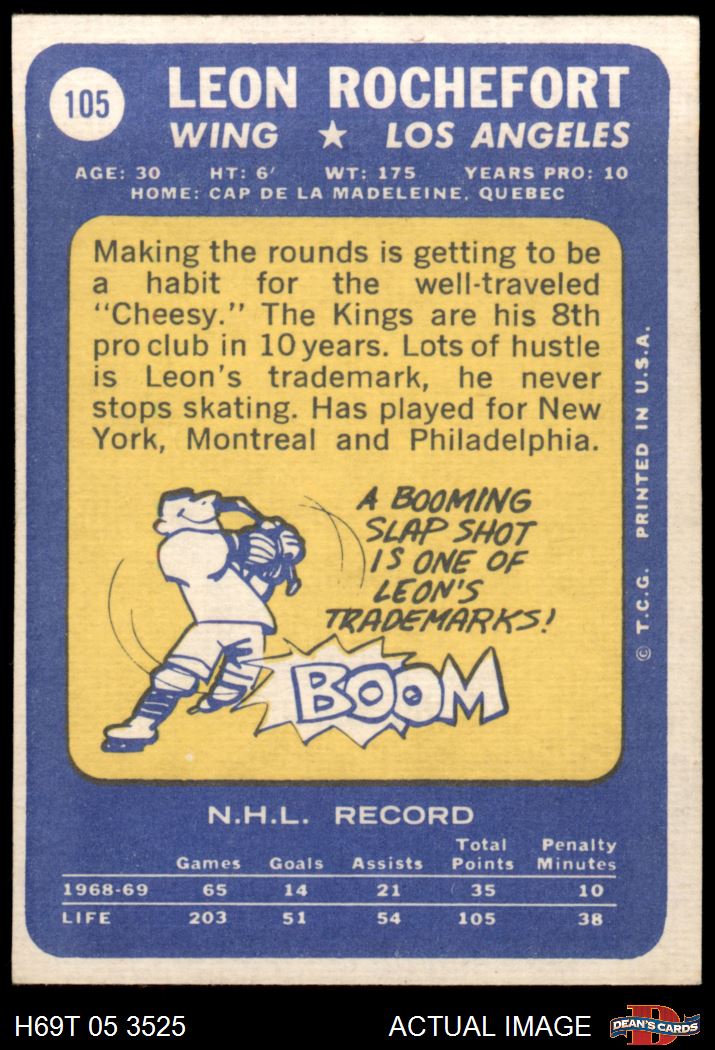 105
LEON ROCHEFORT
WING ★ LOS ANGELES
AGE: 30 HT: 6' WT: 175 YEARS PRO: 10
HOME: CAP DE LA MADELEINE, QUEBEC
Making the rounds is getting to be
a habit for the well-traveled
"Cheesy." The Kings are his 8th
pro club in 10 years. Lots of hustle
is Leon's trademark, he never
stops skating. Has played for New
York, Montreal and Philadelphia.
A BOOMING
SLAP SHOT
IS ONE OF
LEON'S
TRADEMARKS!
BOOM
© T.C.G. PRINTED IN U.S.A.
N.H.L. RECORD
Games Goals Assists Total Points Penalty Minutes
1968-69 65 14 21 35 10
LIFE 203 51 54 105 38
H69T 05 3525 ACTUAL IMAGE
D
DEAN'S CARDS